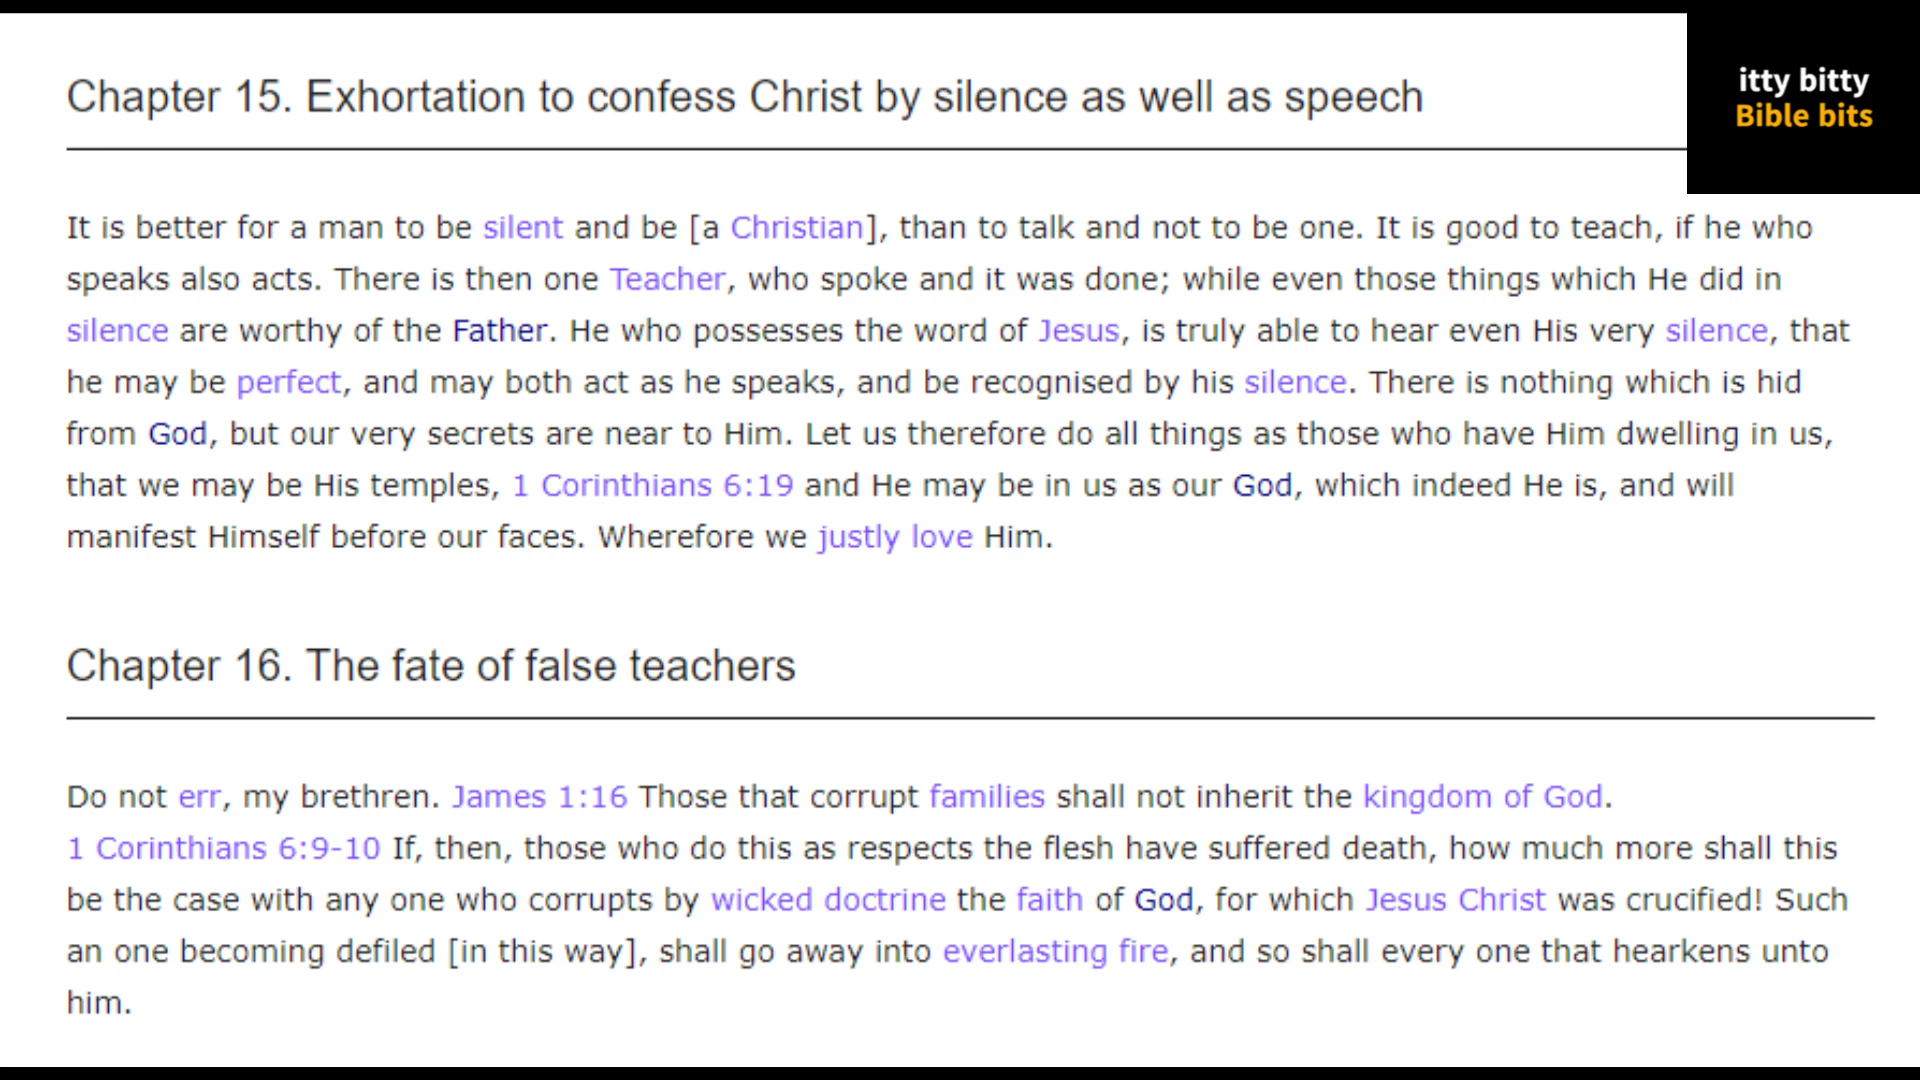 Chapter 15. Exhortation to confess Christ by silence as well as speech
itty bitty
Bible bits
It is better for a man to be silent and be [a Christian], than to talk and not to be one. It is good to teach, if he who
speaks also acts. There is then one Teacher, who spoke and it was done; while even those things which He did in
silence are worthy of the Father. He who possesses the word of Jesus, is truly able to hear even His very silence, that
he may be perfect, and may both act as he speaks, and be recognised by his silence. There is nothing which is hid
from God, but our very secrets are near to Him. Let us therefore do all things as those who have Him dwelling in us,
that we may be His temples, 1 Corinthians 6:19 and He may be in us as our God, which indeed He is, and will
manifest Himself before our faces. Wherefore we justly love Him.
Chapter 16. The fate of false teachers
Do not err, my brethren. James 1:16 Those that corrupt families shall not inherit the kingdom of God.
1 Corinthians 6:9-10 If, then, those who do this as respects the flesh have suffered death, how much more shall this
be the case with any one who corrupts by wicked doctrine the faith of God, for which Jesus Christ was crucified! Such
an one becoming defiled [in this way], shall go away into everlasting fire, and so shall every one that hearkens unto
him.